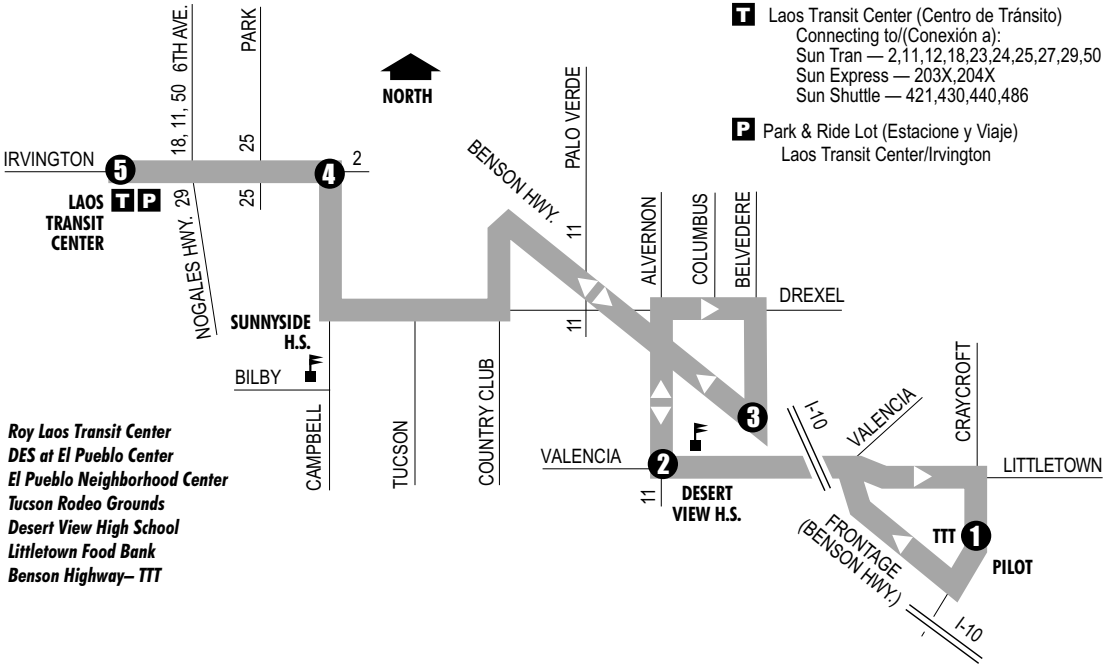 T Laos Transit Center (Centro de Tránsito)
Connecting to/(Conexión a):
Sun Tran — 2,11,12,18,23,24,25,27,29,50
Sun Express — 203X,204X
Sun Shuttle — 421,430,440,486
P Park & Ride Lot (Estacione y Viaje)
Laos Transit Center/Irvington
18, 11, 50 6TH AVE.
PARK
25
NORTH
IRVINGTON
5
4
2
LAOS
TRANSIT
CENTER
T P
29
NOGALES HWY.
25
BENSON HWY.
PALO VERDE
11
11
ALVERNON
COLUMBUS
BELVEDERE
DREXEL
SUNNYSIDE
H.S.
BILBY
CAMPBELL
TUCSON
COUNTRY CLUB
3
VALENCIA
2
11
DESERT
VIEW H.S.
I-10
VALENCIA
CRAYCROFT
LITTLETOWN
FRONTAGE
(BENSON HWY.)
TTT 1
PILOT
I-10
Roy Laos Transit Center
DES at El Pueblo Center
El Pueblo Neighborhood Center
Tucson Rodeo Grounds
Desert View High School
Littletown Food Bank
Benson Highway– TTT